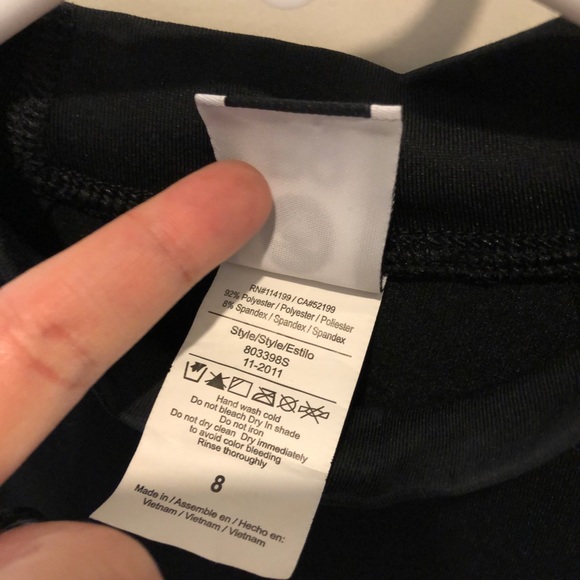 RN#114199 / CA#52199
92% Polyester / Polyester / Poliester
8% Spandex / Spandex / Spandex
Style/Style/Estilo
803398S
11-2011
Hand wash cold
Do not bleach Dry In shade
Do not iron
Do not dry clean Dry immediately
to avoid color bleeding
Rinse thoroughly
8
Made in / Assemble en / Hecho en:
Vietnam / Vietnam / Vietnam